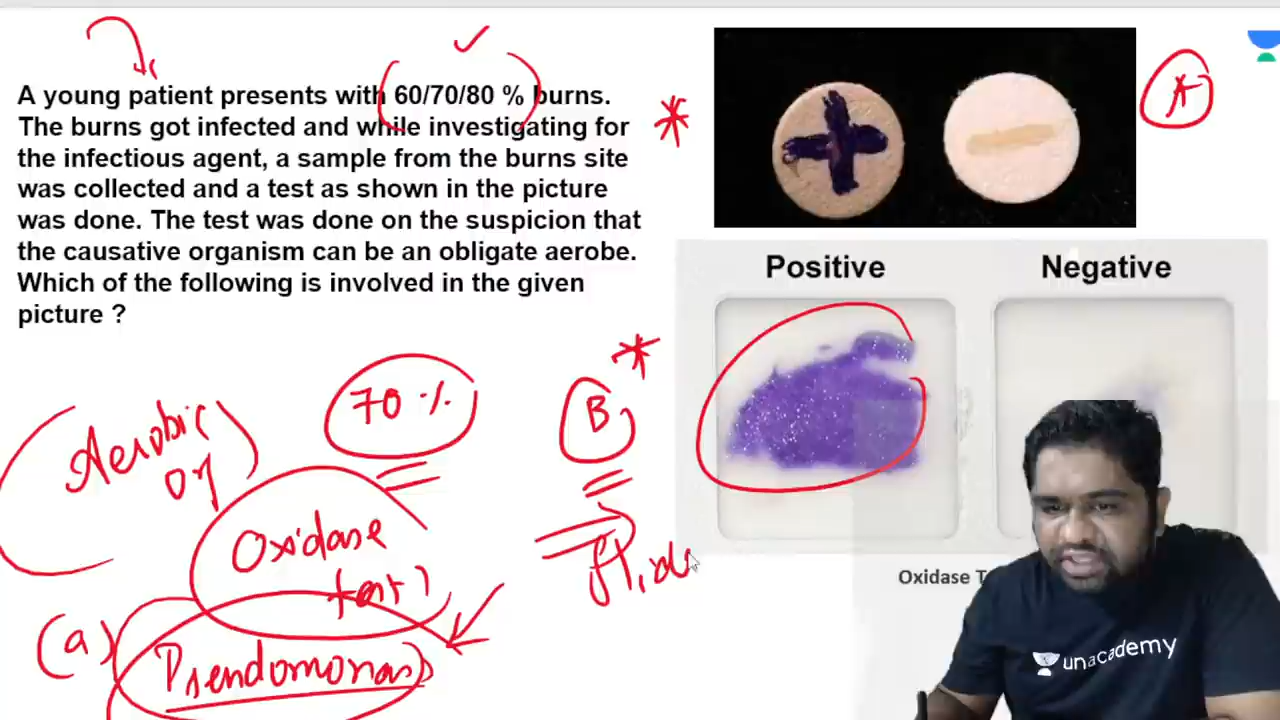 A young patient presents with 60/70/80 % burns.
The burns got infected and while investigating for
the infectious agent, a sample from the burns site
was collected and a test as shown in the picture
was done. The test was done on the suspicion that
the causative organism can be an obligate aerobe.
Which of the following is involved in the given
picture ?
A
Positive
Negative
70 %
B
Aerobic
org
Oxidase
test
(a)
Pseudomonas
Oxidase T
unacademy